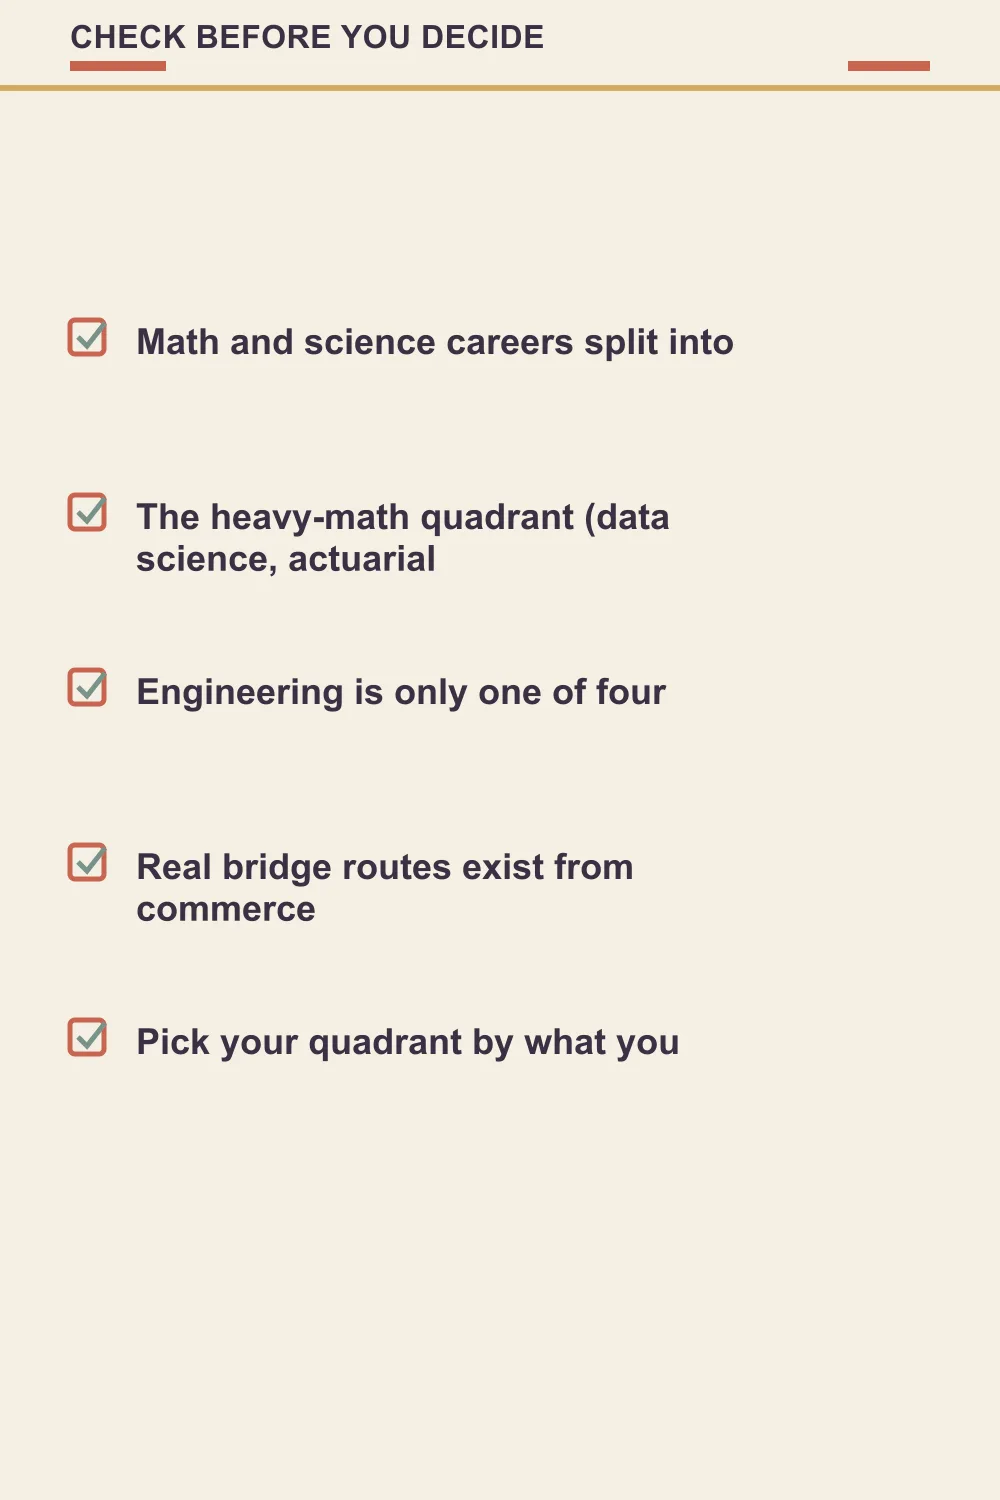 CHECK BEFORE YOU DECIDE
Math and science careers split into
The heavy-math quadrant (data
science, actuarial
Engineering is only one of four
Real bridge routes exist from
commerce
Pick your quadrant by what you